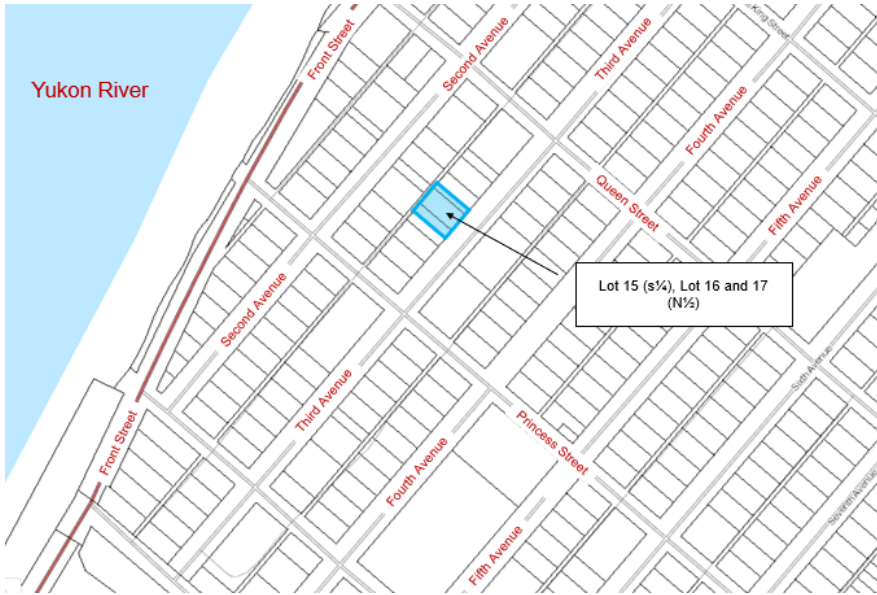 King Street
Front Street
Second Avenue
Third Avenue
Yukon River
Fourth Avenue
Queen Street
Fifth Avenue
Lot 15 (s¼), Lot 16 and 17
(N½)
Second Avenue
Sixth Avenue
Third Avenue
Front Street
Princess Street
Fourth Avenue
Seventh Avenue
Fifth Avenue